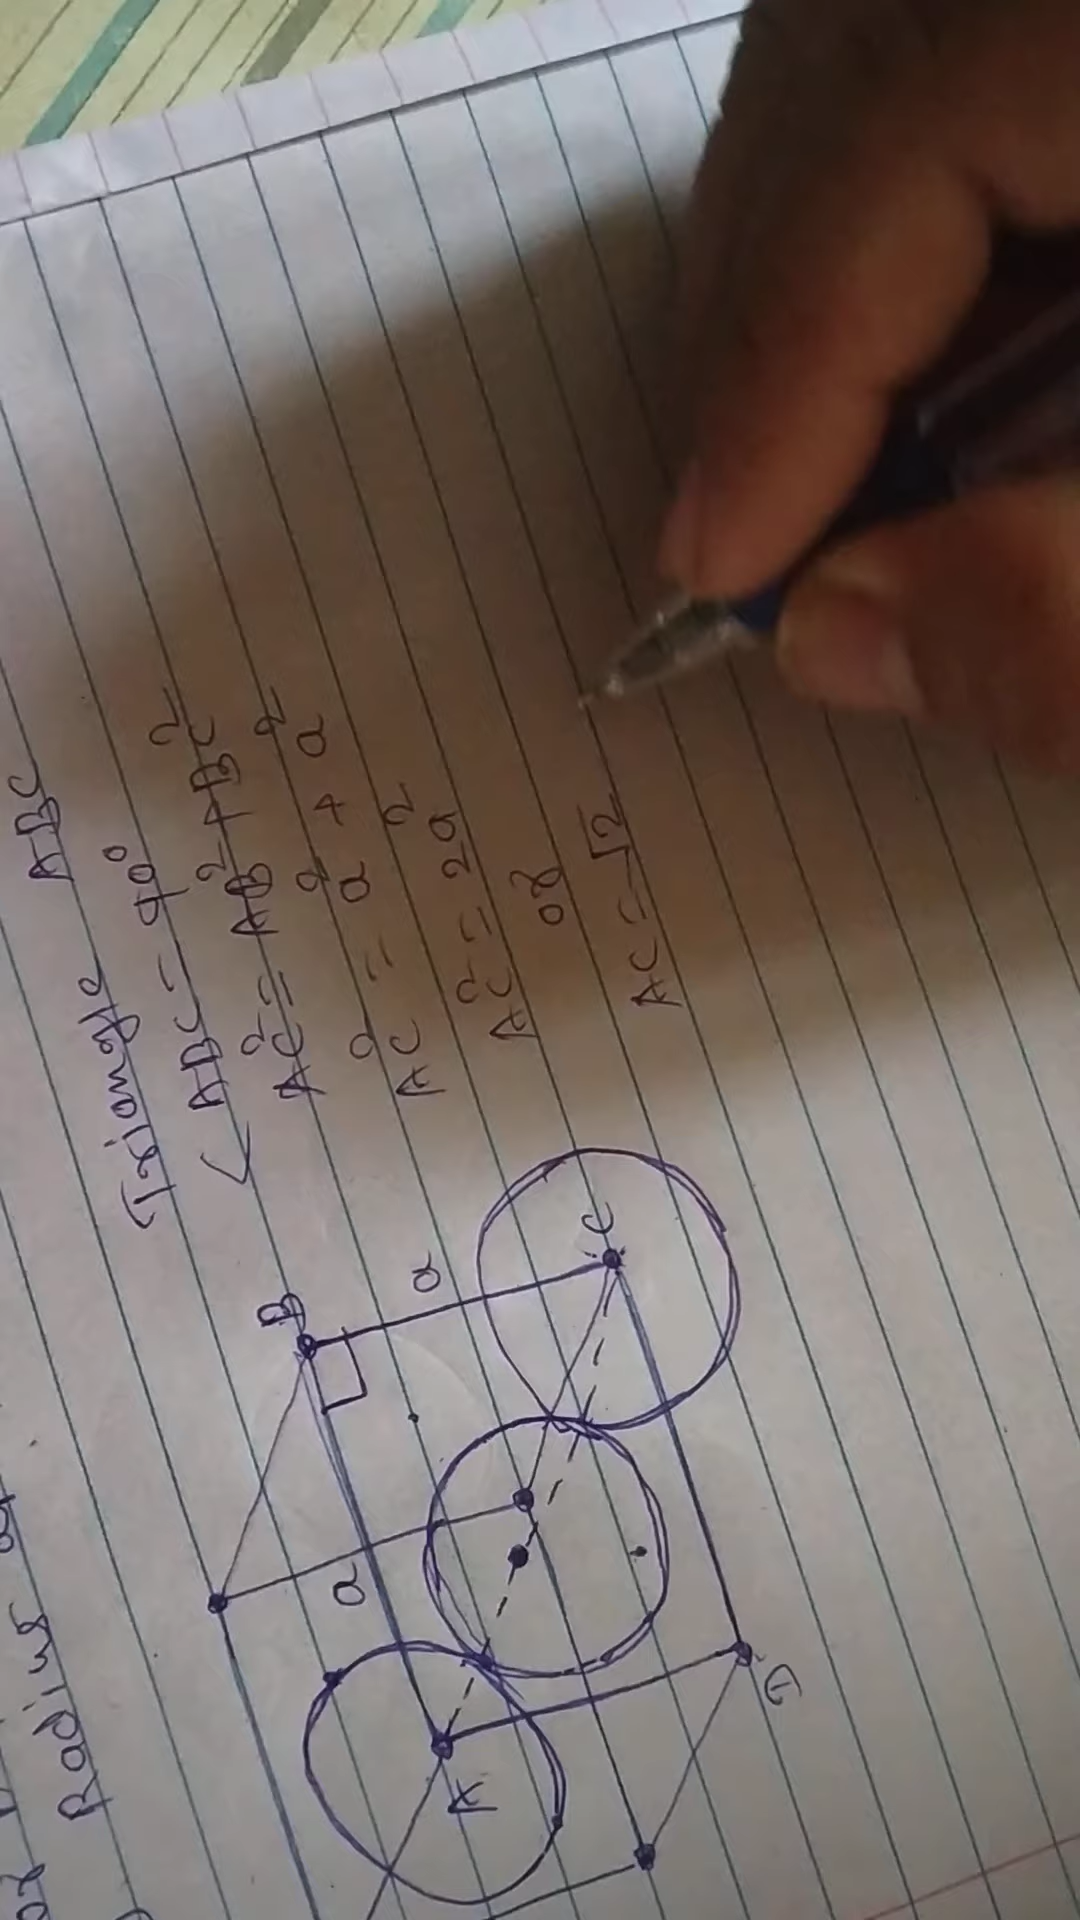 Radius
Triangle ABC
< ABC = 90°
AC² = AB² + BC²
AC² = a² + a²
AC² = 2a²
or
AC = √2
B
a
C
a
A
D